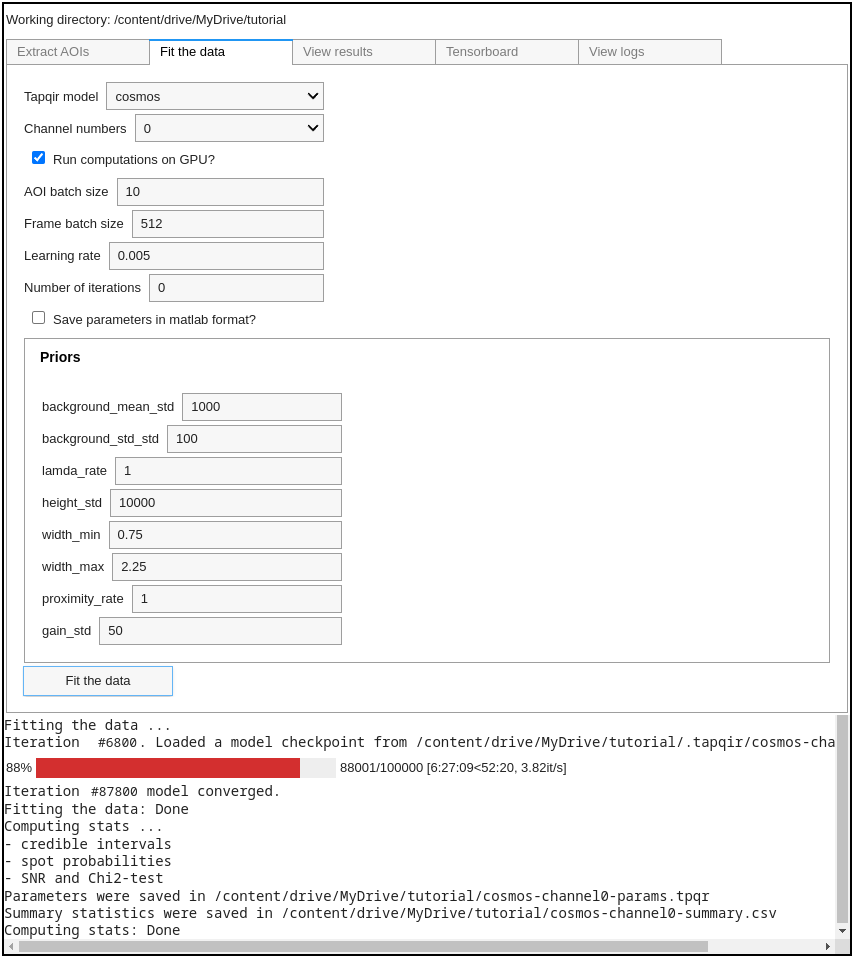 Working directory: /content/drive/MyDrive/tutorial
Extract AOIs Fit the data View results Tensorboard View logs
Tapqir model cosmos
Channel numbers 0
Run computations on GPU?
AOI batch size 10
Frame batch size 512
Learning rate 0.005
Number of iterations 0
Save parameters in matlab format?
Priors
background_mean_std 1000
background_std_std 100
lamda_rate 1
height_std 10000
width_min 0.75
width_max 2.25
proximity_rate 1
gain_std 50
Fit the data
Fitting the data ...
Iteration #6800. Loaded a model checkpoint from /content/drive/MyDrive/tutorial/.tapqir/cosmos-cha
88% 88001/100000 [6:27:09<52:20, 3.82it/s]
Iteration #87800 model converged.
Fitting the data: Done
Computing stats ...
- credible intervals
- spot probabilities
- SNR and Chi2-test
Parameters were saved in /content/drive/MyDrive/tutorial/cosmos-channel0-params.tpqr
Summary statistics were saved in /content/drive/MyDrive/tutorial/cosmos-channel0-summary.csv
Computing stats: Done